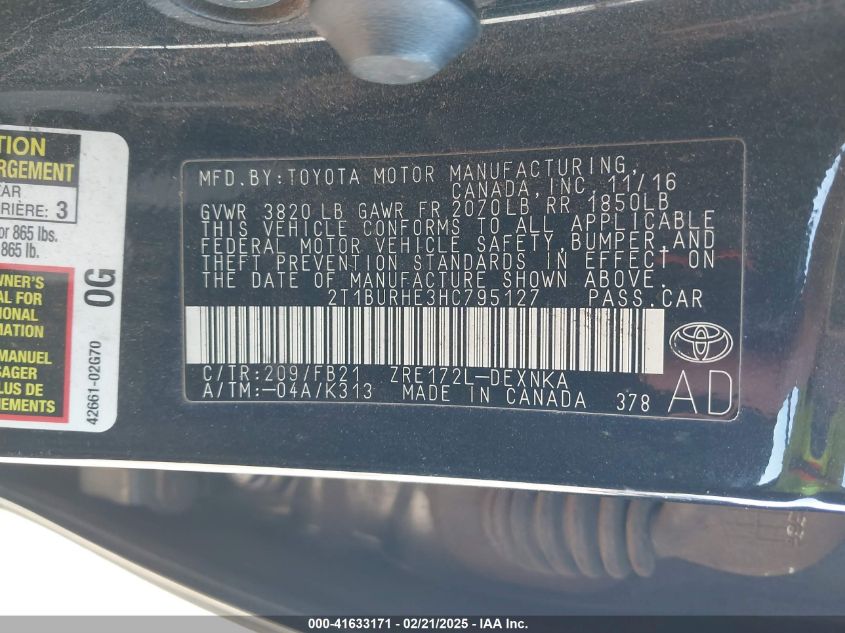 TION
RGEMENT
AR
RIÈRE: 3
or 865 lbs.
865 lb.
WNER'S
AL FOR
IONAL
MATION
MANUEL
SAGER
LUS DE
NEMENTS
0G
42661-02G70
MFD.BY:TOYOTA MOTOR MANUFACTURING,
CANADA,INC. 11/16
GVWR 3820 LB GAWR FR 2070LB RR 1850LB
THIS VEHICLE CONFORMS TO ALL APPLICABLE
FEDERAL MOTOR VEHICLE SAFETY,BUMPER,AND
THEFT PREVENTION STANDARDS IN EFFECT ON
THE DATE OF MANUFACTURE SHOWN ABOVE.
2T1BURHE3HC795127 PASS.CAR
C/TR:209/FB21 ZRE172L-DEXNKA
A/TM:-04A/K313 MADE IN CANADA 378
AD
000-41633171 - 02/21/2025 - IAA, Inc.